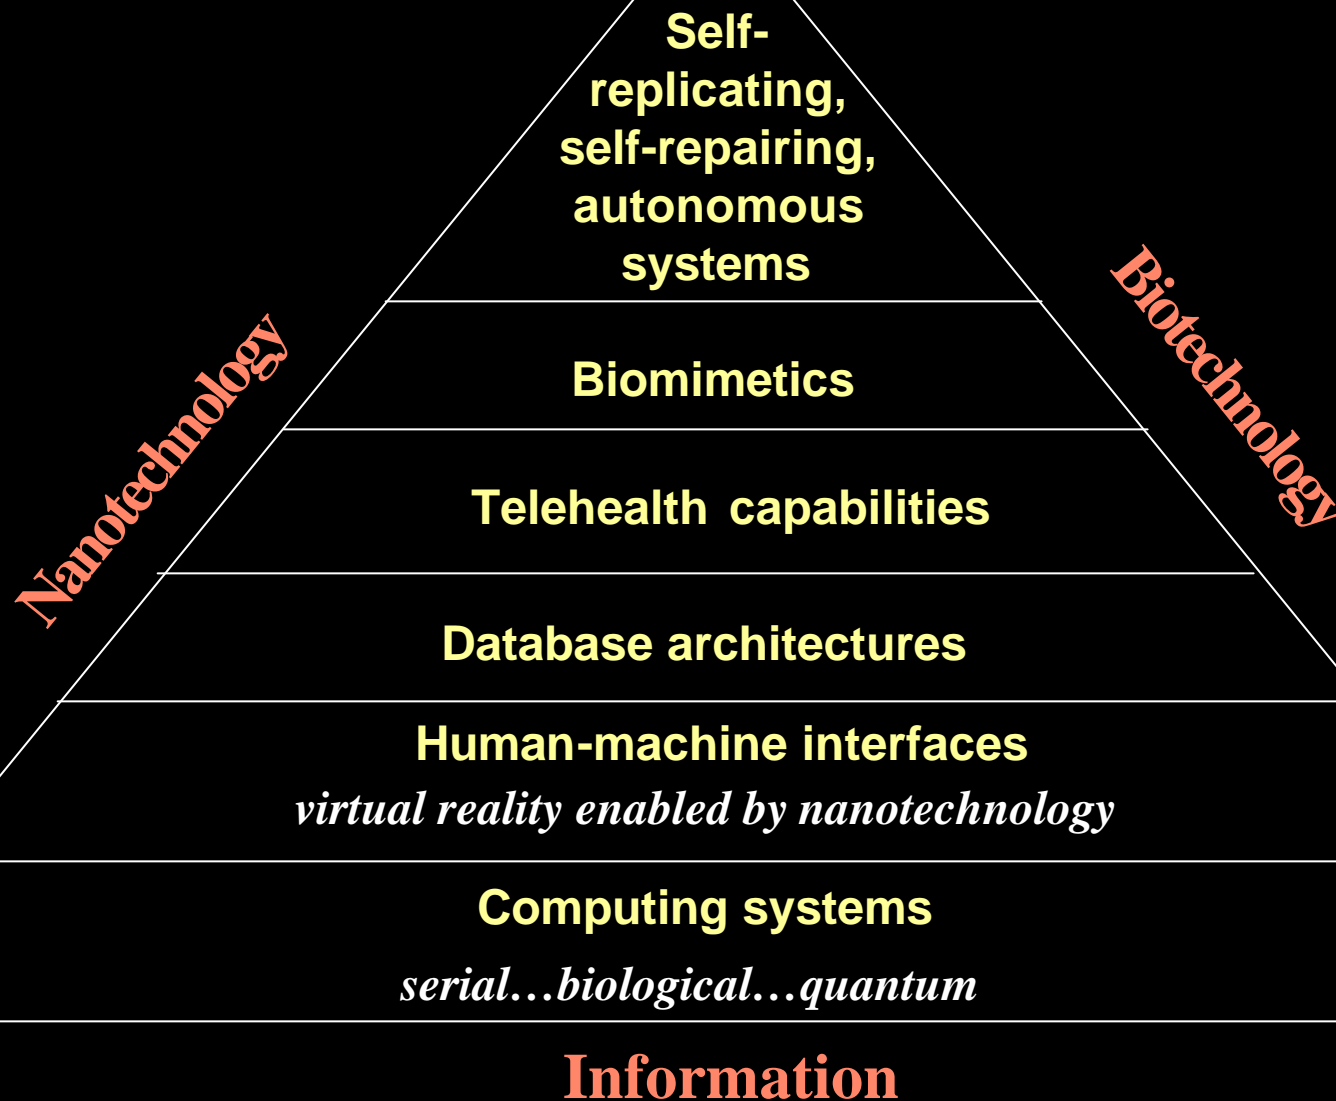 Self-
replicating,
self-repairing,
autonomous
systems
Biotechnology
Nanotechnology
Biomimetics
Telehealth capabilities
Database architectures
Human-machine interfaces
virtual reality enabled by nanotechnology
Computing systems
serial…biological…quantum
Information